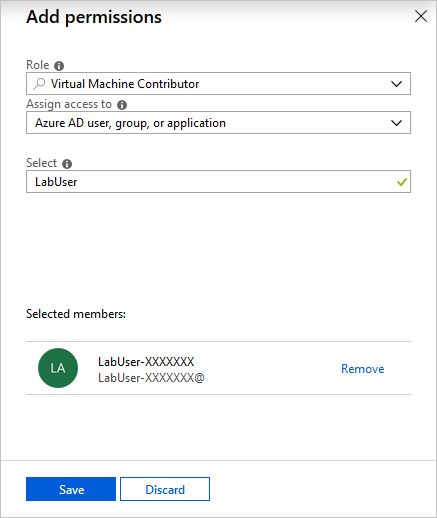 Add permissions
Role
Virtual Machine Contributor
Assign access to
Azure AD user, group, or application
Select
LabUser
Selected members:
LA
LabUser-XXXXXXX
LabUser-XXXXXXX@
Remove
Save
Discard